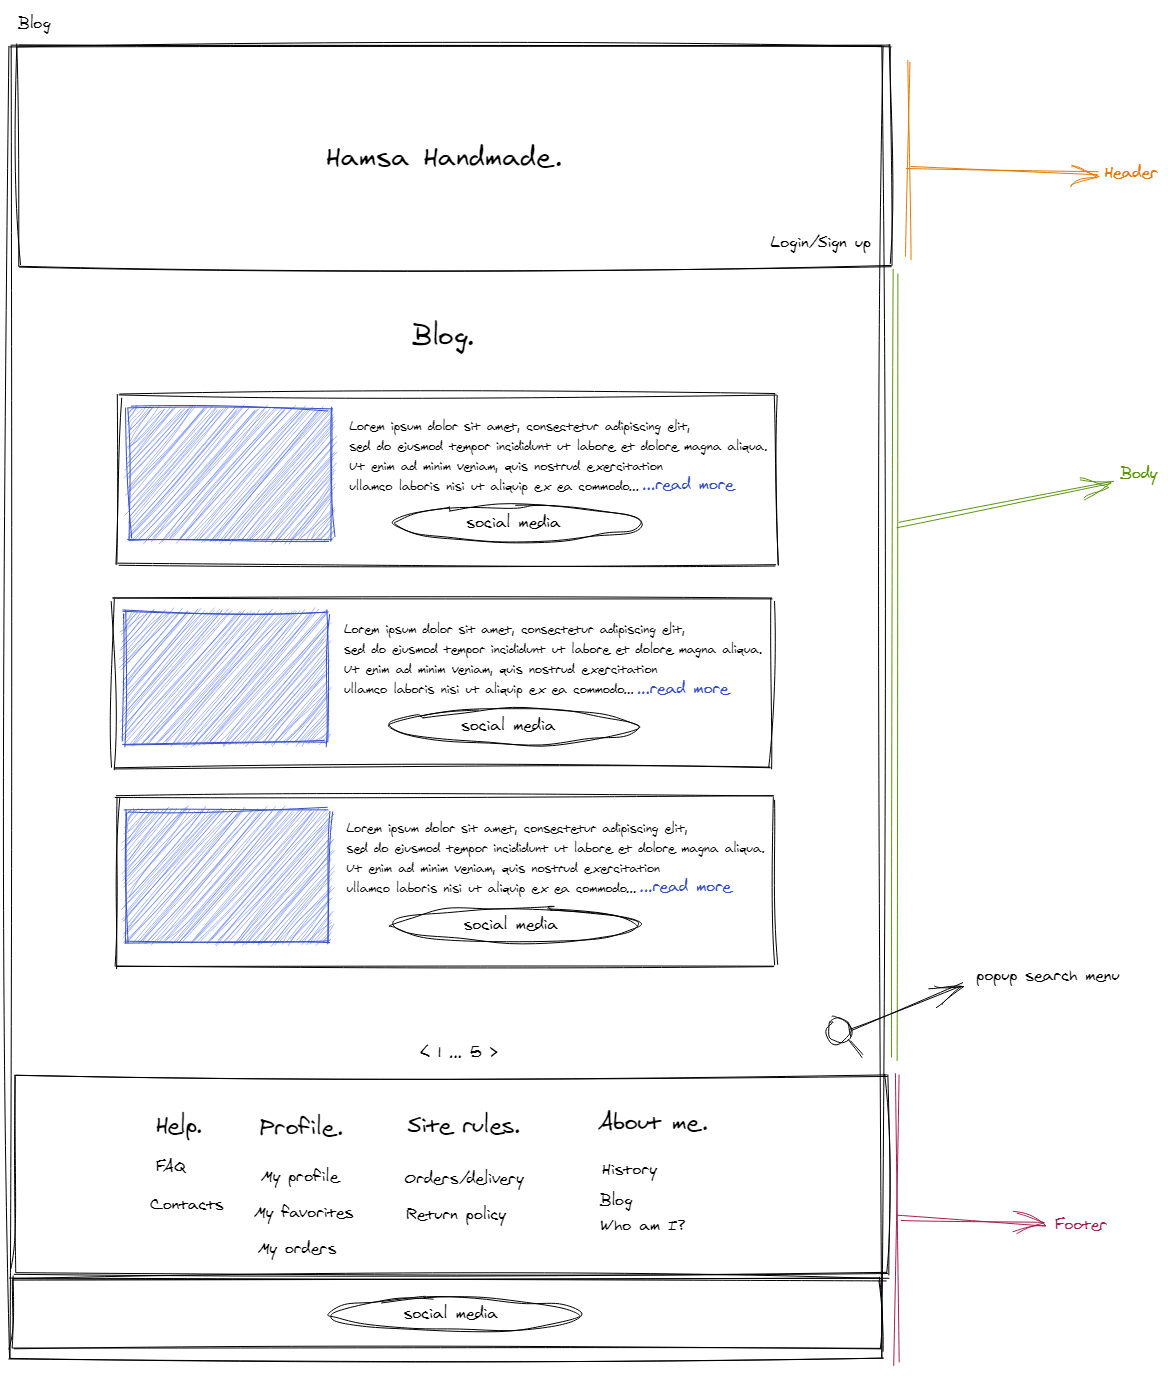 Blog
Hamsa Handmade.
Header
Login/Sign up
Blog.
Lorem ipsum dolor sit amet, consectetur adipiscing elit,
sed do eiusmod tempor incididunt ut labore et dolore magna aliqua.
Ut enim ad minim veniam, quis nostrud exercitation
ullamco laboris nisi ut aliquip ex ea commodo... ...read more
social media
Body
Lorem ipsum dolor sit amet, consectetur adipiscing elit,
sed do eiusmod tempor incididunt ut labore et dolore magna aliqua.
Ut enim ad minim veniam, quis nostrud exercitation
ullamco laboris nisi ut aliquip ex ea commodo... ...read more
social media
Lorem ipsum dolor sit amet, consectetur adipiscing elit,
sed do eiusmod tempor incididunt ut labore et dolore magna aliqua.
Ut enim ad minim veniam, quis nostrud exercitation
ullamco laboris nisi ut aliquip ex ea commodo... ...read more
social media
popup search menu
< 1 ... 5 >
Help.
FAQ
Contacts
Profile.
My profile
My favorites
My orders
Site rules.
Orders/delivery
Return policy
About me.
History
Blog
Who am I?
Footer
social media